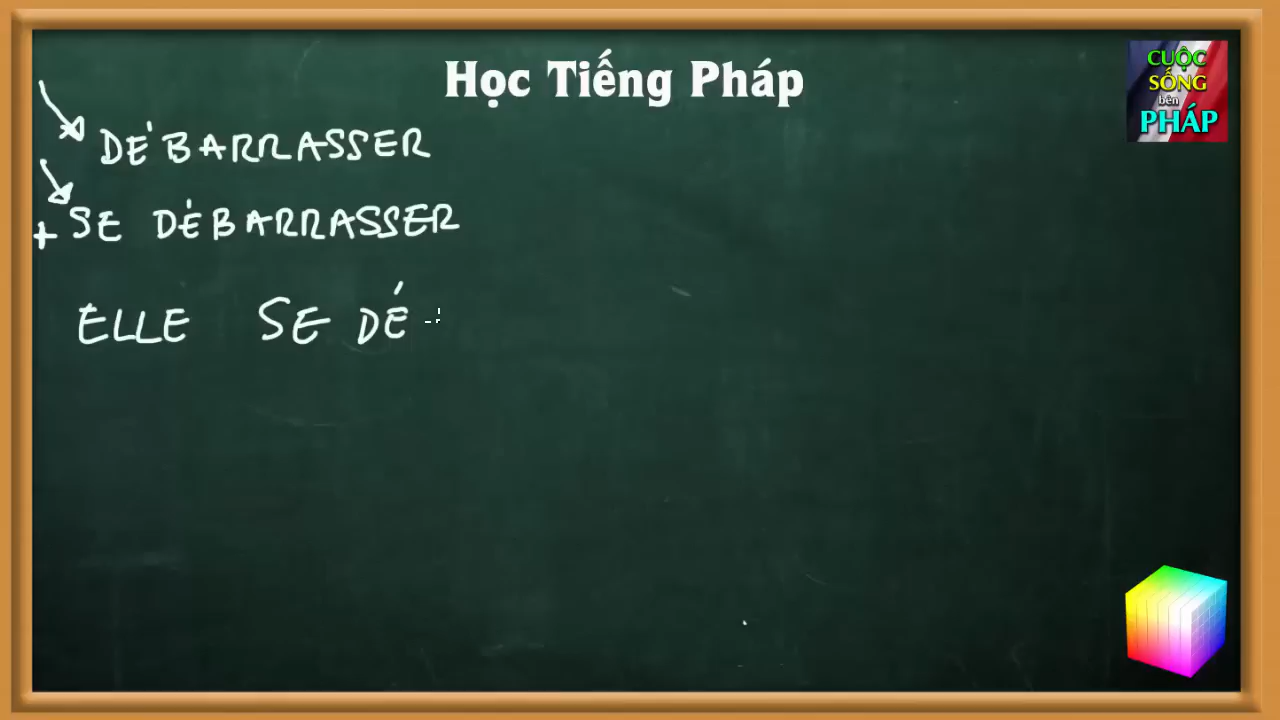 Học Tiếng Pháp
CUỘC
SỐNG
bên
PHÁP
DÉBARRASSER
+ SE DÉBARRASSER
ELLE SE DÉ